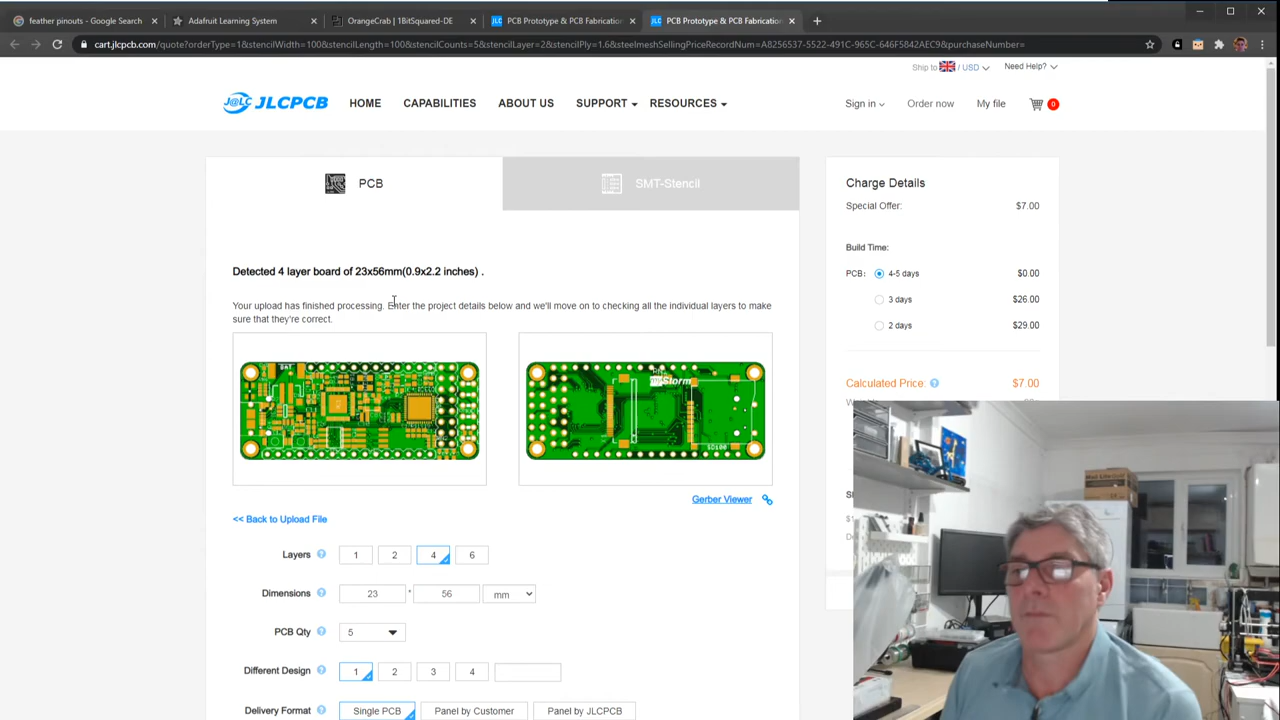 feather pinouts - Google Search
Adafruit Learning System
OrangeCrab | 1BitSquared-DE
PCB Prototype & PCB Fabrication
PCB Prototype & PCB Fabrication
cart.jlcpcb.com/quote?orderType=1&stencilWidth=100&stencilLength=100&stencilCounts=5&stencilLayer=2&stencilPly=1.6&steelmeshSellingPriceRecordNum=A8256537-5522-491C-965C-646F5842AEC9&purchaseNumber=
Ship to / USD Need Help?
J@LC JLCPCB HOME CAPABILITIES ABOUT US SUPPORT RESOURCES Sign in Order now My file 0
PCB SMT-Stencil
Charge Details
Special Offer: $7.00
Build Time:
PCB: 4-5 days $0.00
3 days $26.00
2 days $29.00
Calculated Price ? $7.00
Detected 4 layer board of 23x56mm(0.9x2.2 inches) .
Your upload has finished processing. Enter the project details below and we'll move on to checking all the individual layers to make
sure that they're correct.
Gerber Viewer
<< Back to Upload File
Layers ? 1 2 4 6
Dimensions ? 23 * 56 mm
PCB Qty ? 5
Different Design ? 1 2 3 4
Delivery Format ? Single PCB Panel by Customer Panel by JLCPCB